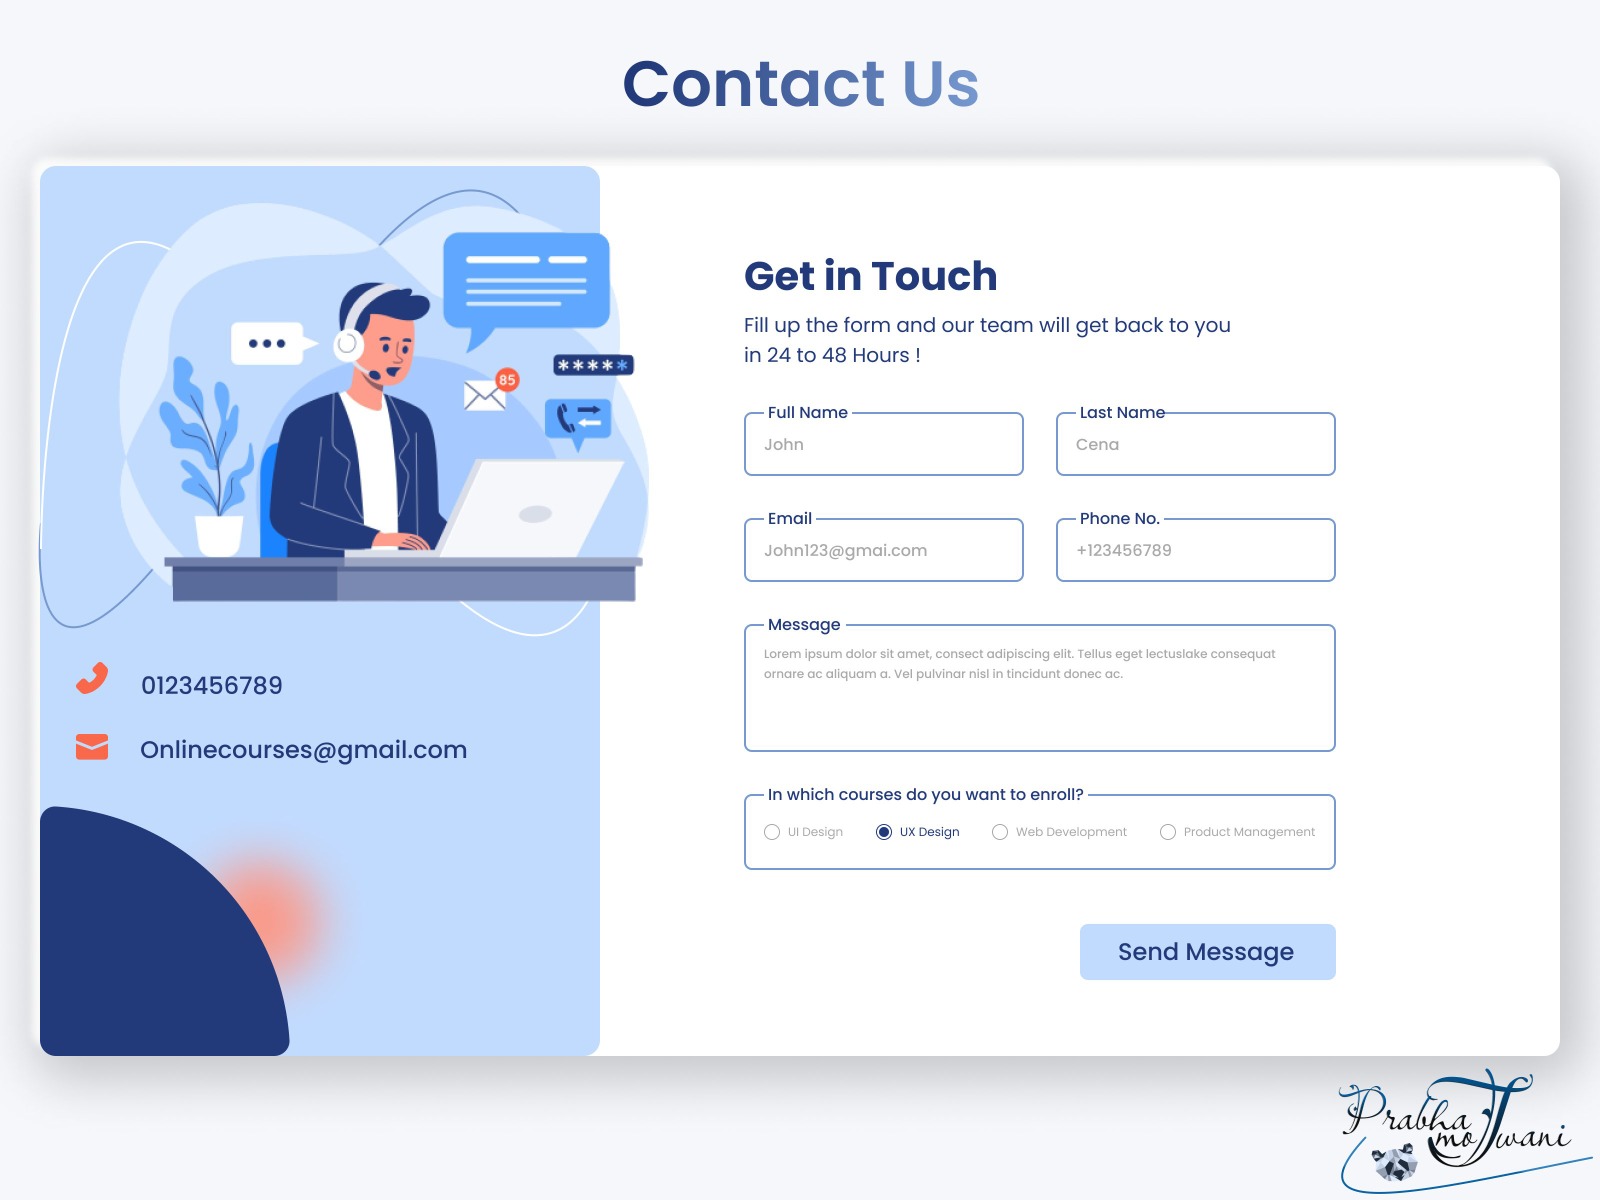 Contact Us
85
*****
0123456789
Onlinecourses@gmail.com
Get in Touch
Fill up the form and our team will get back to you
in 24 to 48 Hours !
Full Name
John
Last Name
Cena
Email
John123@gmai.com
Phone No.
+123456789
Message
Lorem ipsum dolor sit amet, consect adipiscing elit. Tellus eget lectuslake consequat
ornare ac aliquam a. Vel pulvinar nisl in tincidunt donec ac.
In which courses do you want to enroll?
UI Design UX Design Web Development Product Management
Send Message
Prabha
moTwani